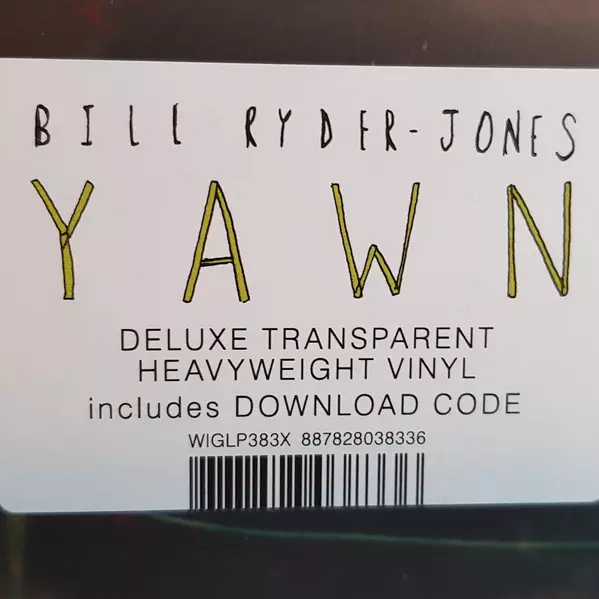 BILL RYDER-JONES
YAWN
DELUXE TRANSPARENT
HEAVYWEIGHT VINYL
includes DOWNLOAD CODE
WIGLP383X 887828038336